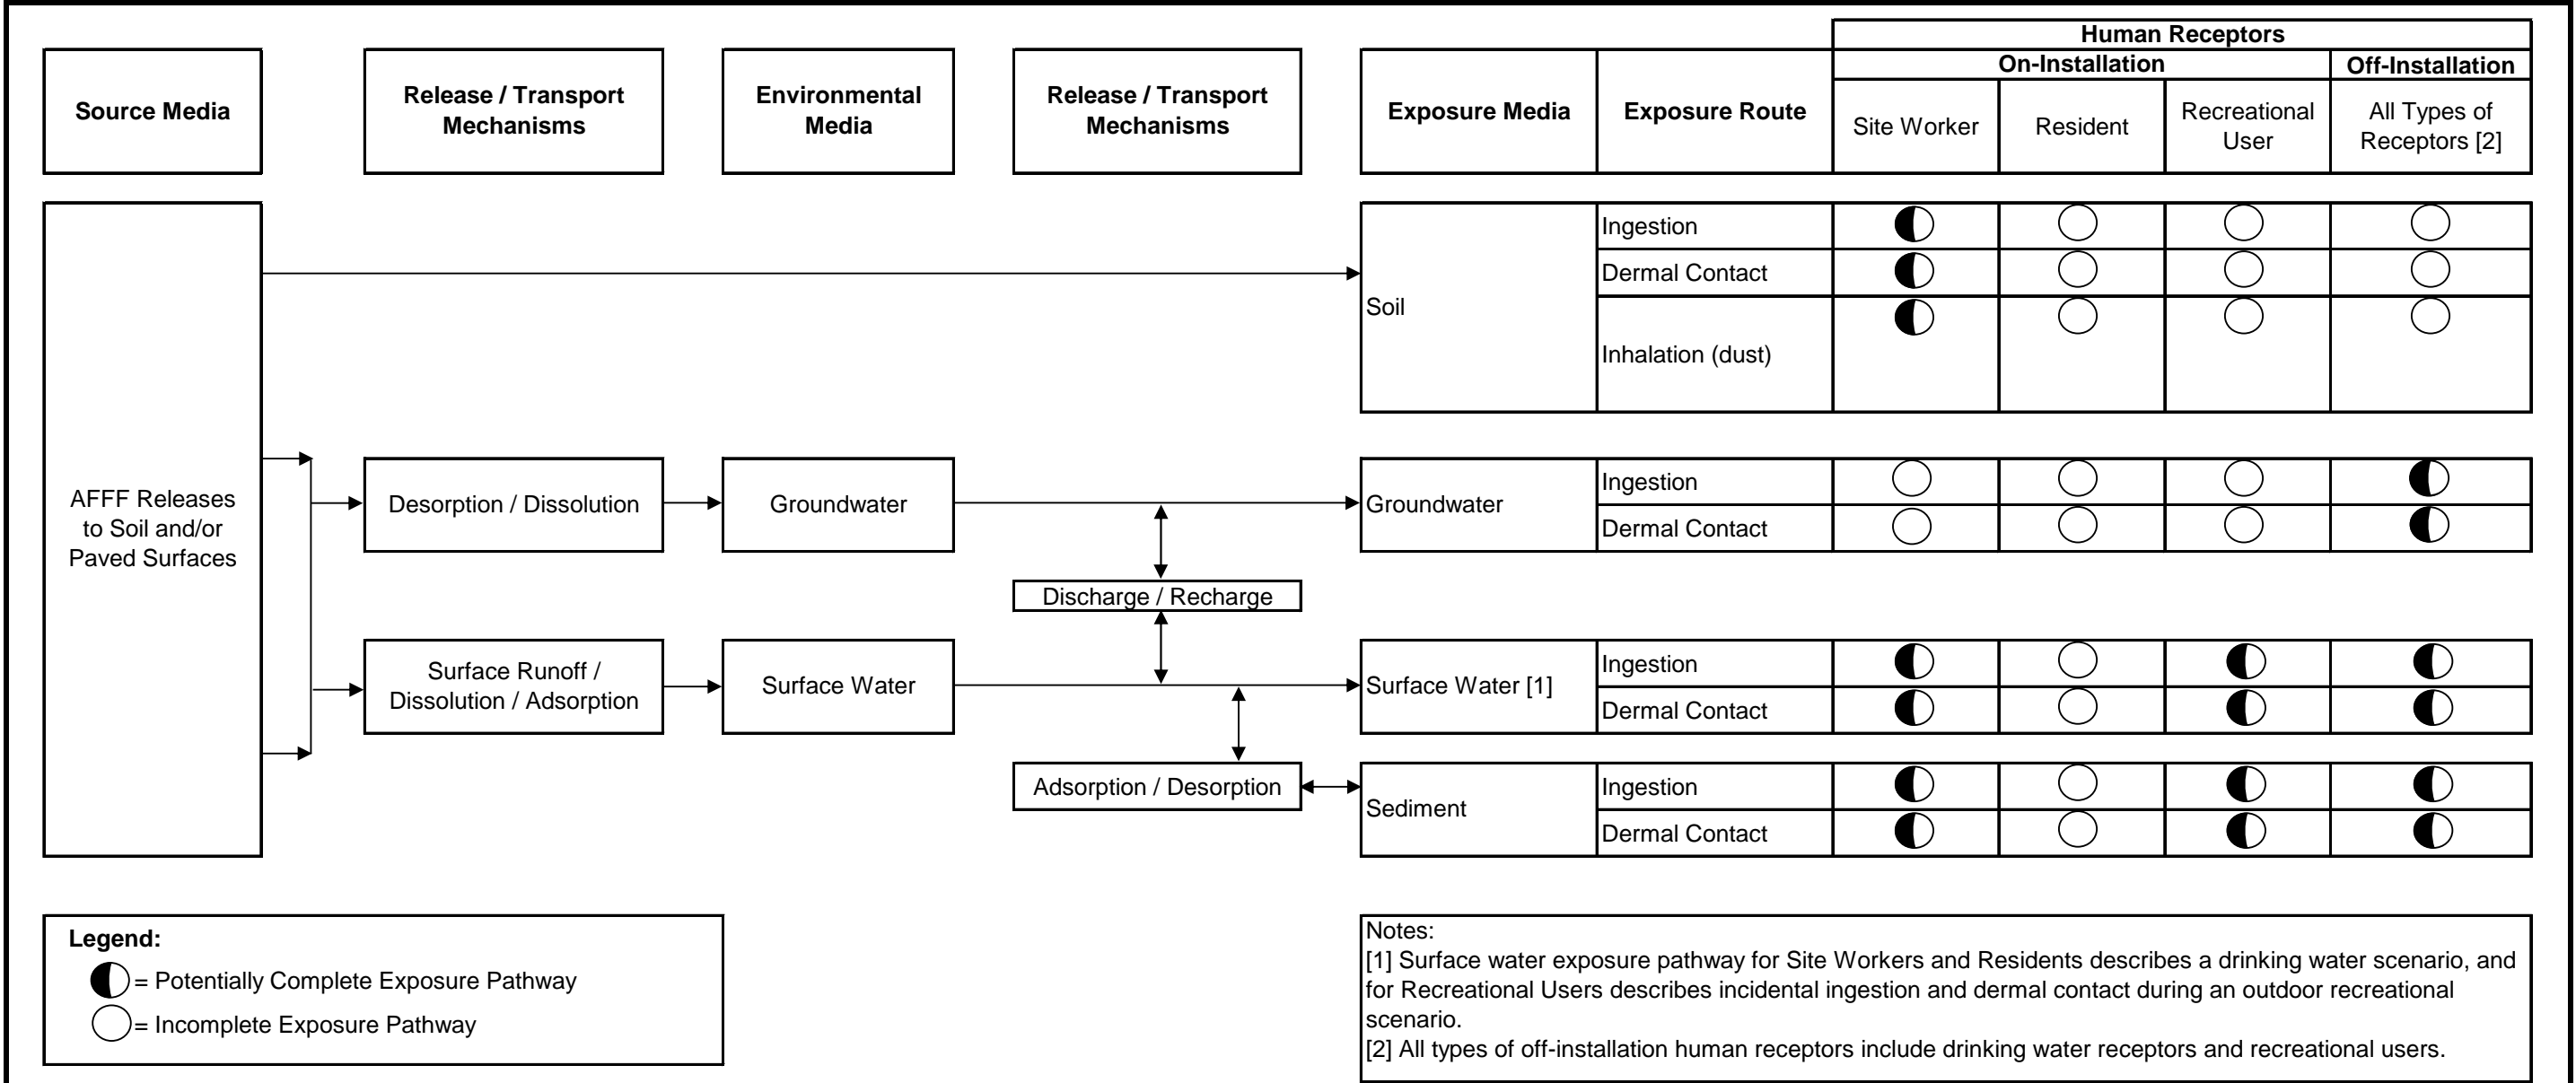 Human Receptors
On-Installation
Off-Installation
Source Media
Release / Transport
Mechanisms
Environmental
Media
Release / Transport
Mechanisms
Exposure Media
Exposure Route
Site Worker
Resident
Recreational
User
All Types of
Receptors [2]
AFFF Releases
to Soil and/or
Paved Surfaces
Soil
Ingestion
Dermal Contact
Inhalation (dust)
Desorption / Dissolution
Groundwater
Groundwater
Ingestion
Dermal Contact
Discharge / Recharge
Surface Runoff /
Dissolution / Adsorption
Surface Water
Surface Water [1]
Ingestion
Dermal Contact
Adsorption / Desorption
Sediment
Ingestion
Dermal Contact
Legend:
= Potentially Complete Exposure Pathway
= Incomplete Exposure Pathway
Notes:
[1] Surface water exposure pathway for Site Workers and Residents describes a drinking water scenario, and
for Recreational Users describes incidental ingestion and dermal contact during an outdoor recreational
scenario.
[2] All types of off-installation human receptors include drinking water receptors and recreational users.